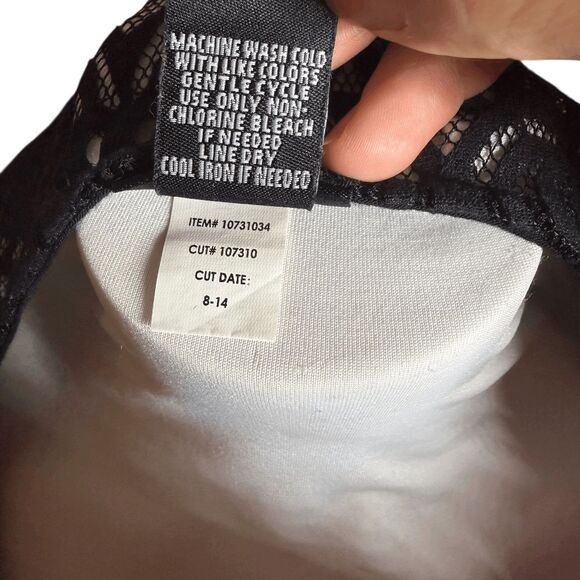 MACHINE WASH COLD
WITH LIKE COLORS
GENTLE CYCLE
USE ONLY NON-
CHLORINE BLEACH
IF NEEDED
LINE DRY
COOL IRON IF NEEDED
ITEM# 10731034
CUT# 107310
CUT DATE:
8-14